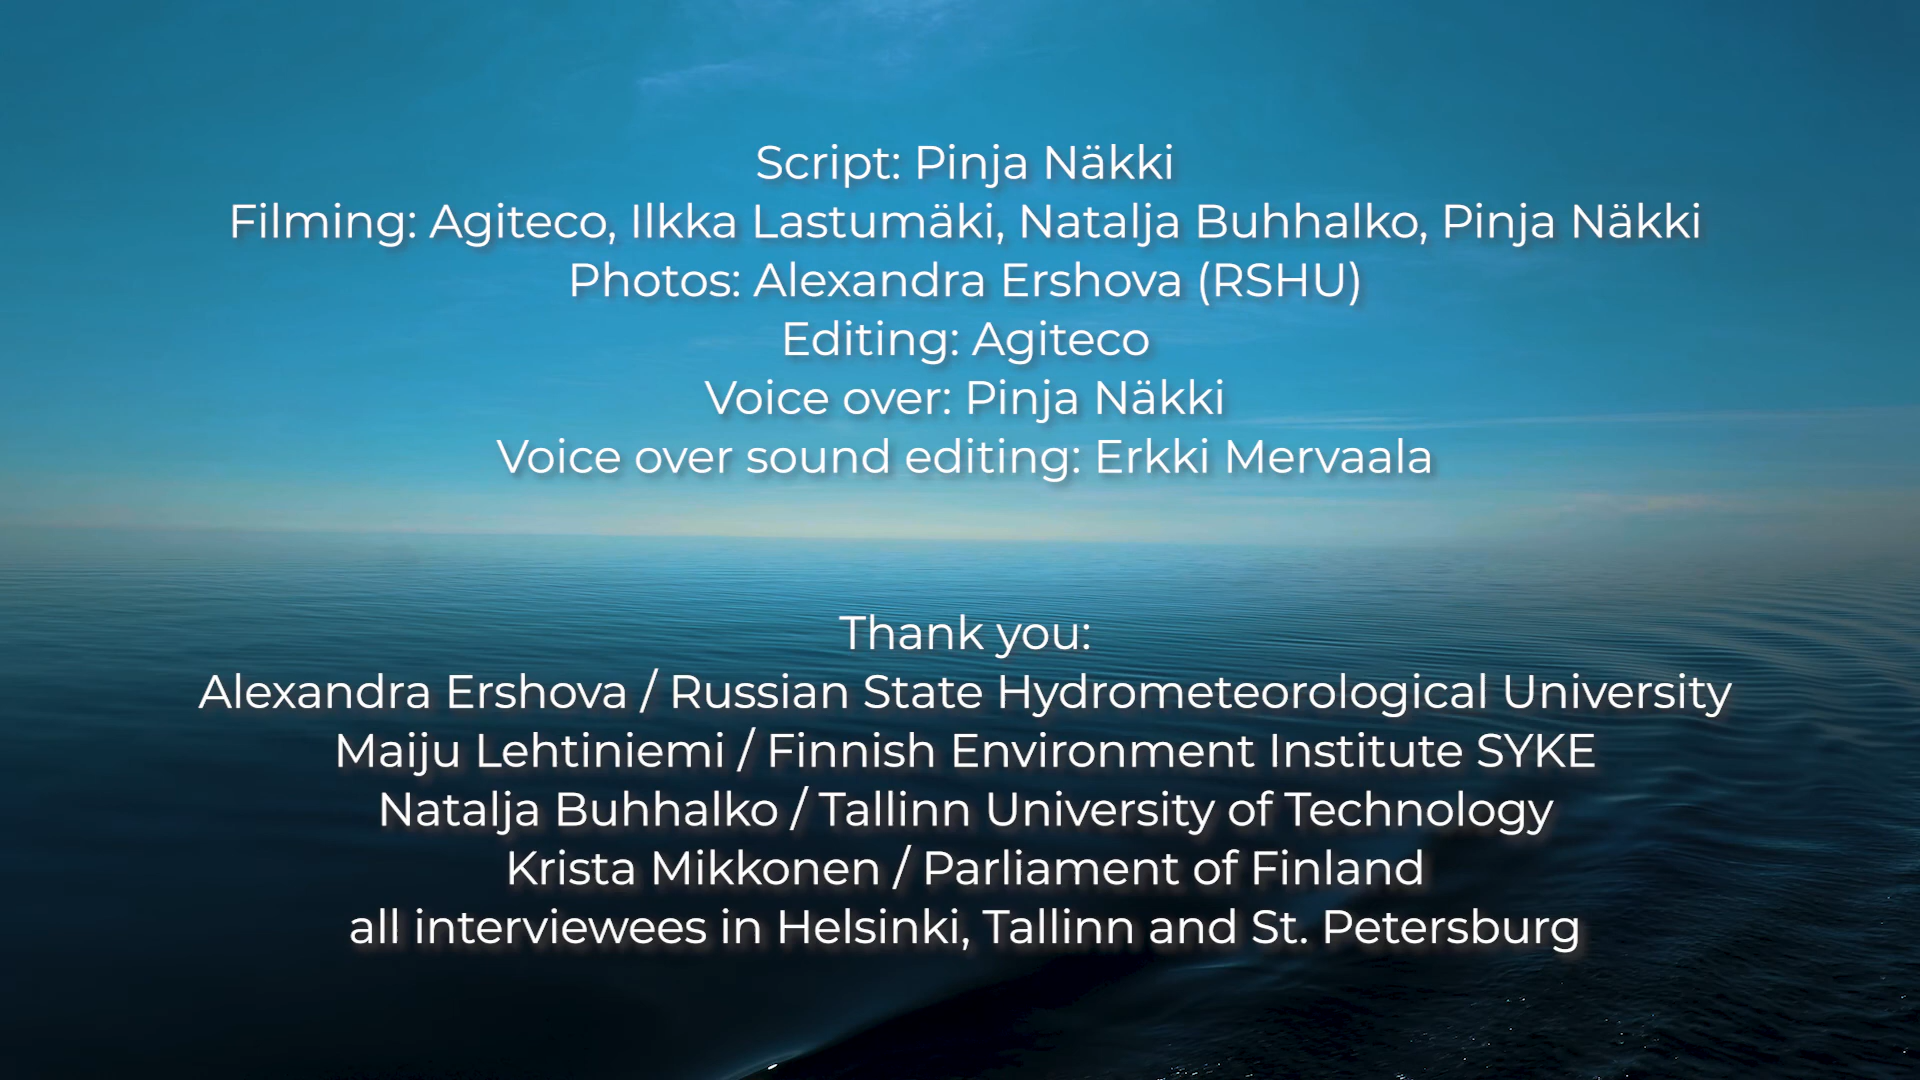 Script: Pinja Näkki
Filming: Agiteco, Ilkka Lastumäki, Natalja Buhhalko, Pinja Näkki
Photos: Alexandra Ershova (RSHU)
Editing: Agiteco
Voice over: Pinja Näkki
Voice over sound editing: Erkki Mervaala
Thank you:
Alexandra Ershova / Russian State Hydrometeorological University
Maiju Lehtiniemi / Finnish Environment Institute SYKE
Natalja Buhhalko / Tallinn University of Technology
Krista Mikkonen / Parliament of Finland
all interviewees in Helsinki, Tallinn and St. Petersburg